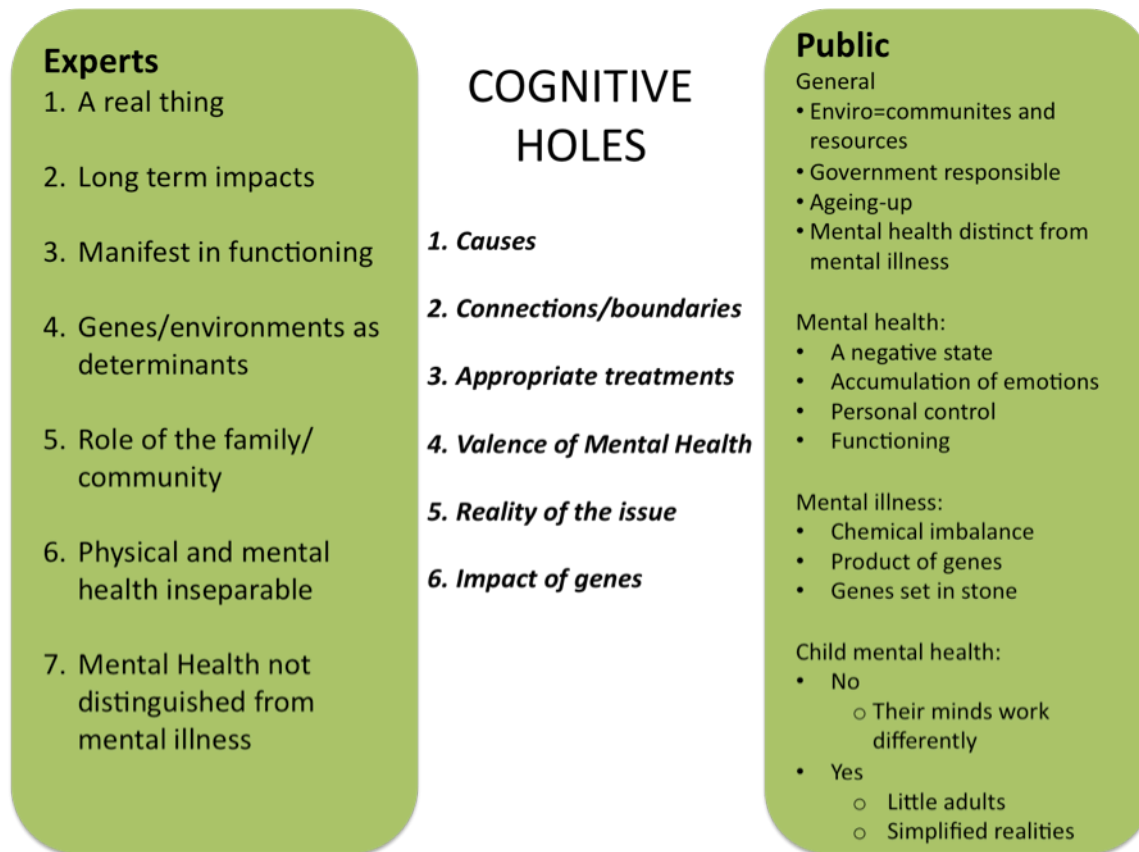 Experts
1. A real thing
2. Long term impacts
3. Manifest in functioning
4. Genes/environments as
determinants
5. Role of the family/
community
6. Physical and mental
health inseparable
7. Mental Health not
distinguished from
mental illness
COGNITIVE
HOLES
1. Causes
2. Connections/boundaries
3. Appropriate treatments
4. Valence of Mental Health
5. Reality of the issue
6. Impact of genes
Public
General
• Enviro=communites and
resources
• Government responsible
• Ageing-up
• Mental health distinct from
mental illness
Mental health:
• A negative state
• Accumulation of emotions
• Personal control
• Functioning
Mental illness:
• Chemical imbalance
• Product of genes
• Genes set in stone
Child mental health:
• No
○ Their minds work
differently
• Yes
○ Little adults
○ Simplified realities